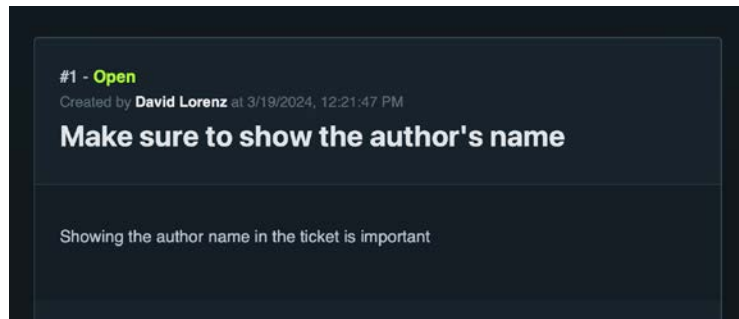 #1 - Open
Created by David Lorenz at 3/19/2024, 12:21:47 PM
Make sure to show the author's name
Showing the author name in the ticket is important